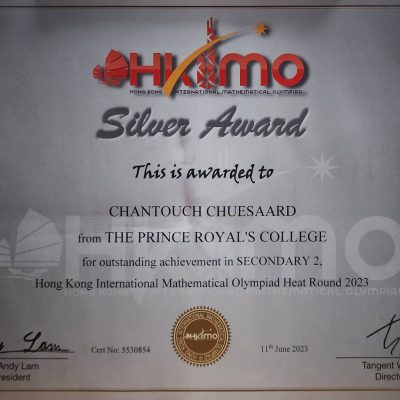 HKIMO
HONG KONG INTERNATIONAL MATHEMATICAL OLYMPIAD
Silver Award
This is awarded to
CHANTOUCH CHUESAARD
from THE PRINCE ROYAL'S COLLEGE
for outstanding achievement in SECONDARY 2,
Hong Kong International Mathematical Olympiad Heat Round 2023
Lam
Andy Lam
President
Cert No: 5530854
HKIMO
11th June 2023
Tangent W
Direc